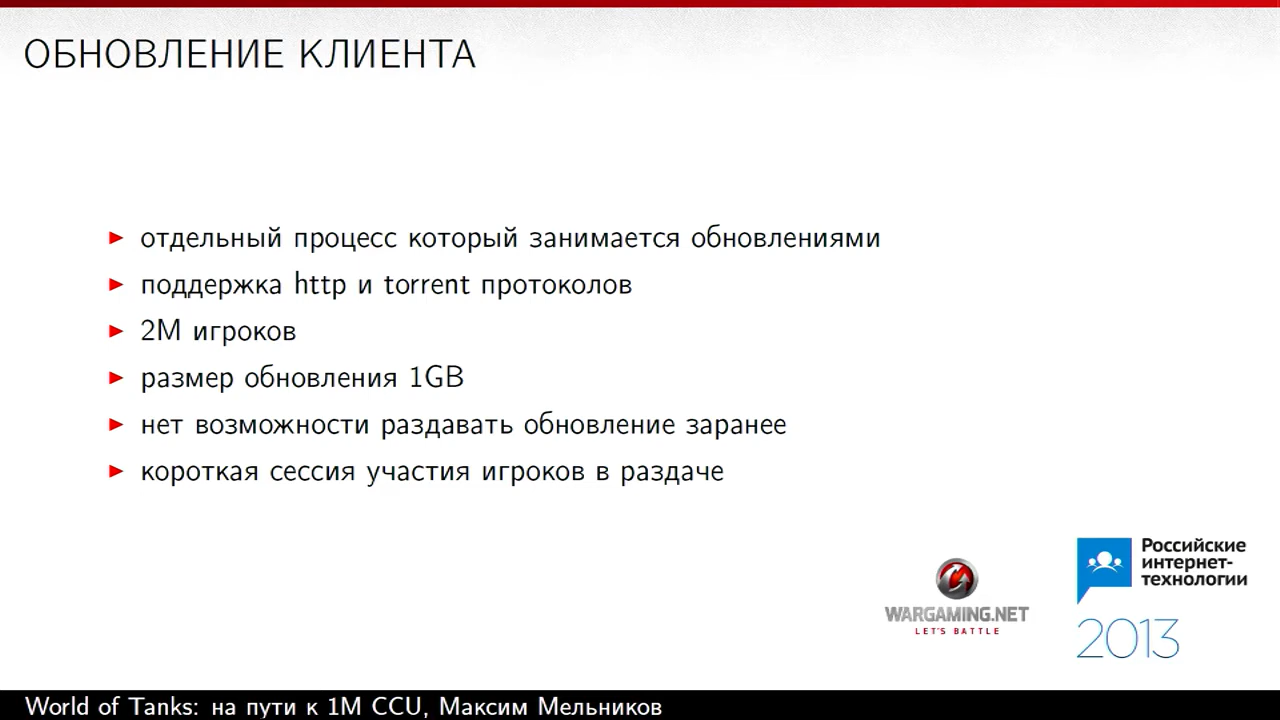 ОБНОВЛЕНИЕ КЛИЕНТА
отдельный процесс который занимается обновлениями
поддержка http и torrent протоколов
2M игроков
размер обновления 1GB
нет возможности раздавать обновление заранее
короткая сессия участия игроков в раздаче
Российские
интернет-
технологии
WARGAMING.NET
LET'S BATTLE
2013
World of Tanks: на пути к 1M CCU, Максим Мельников